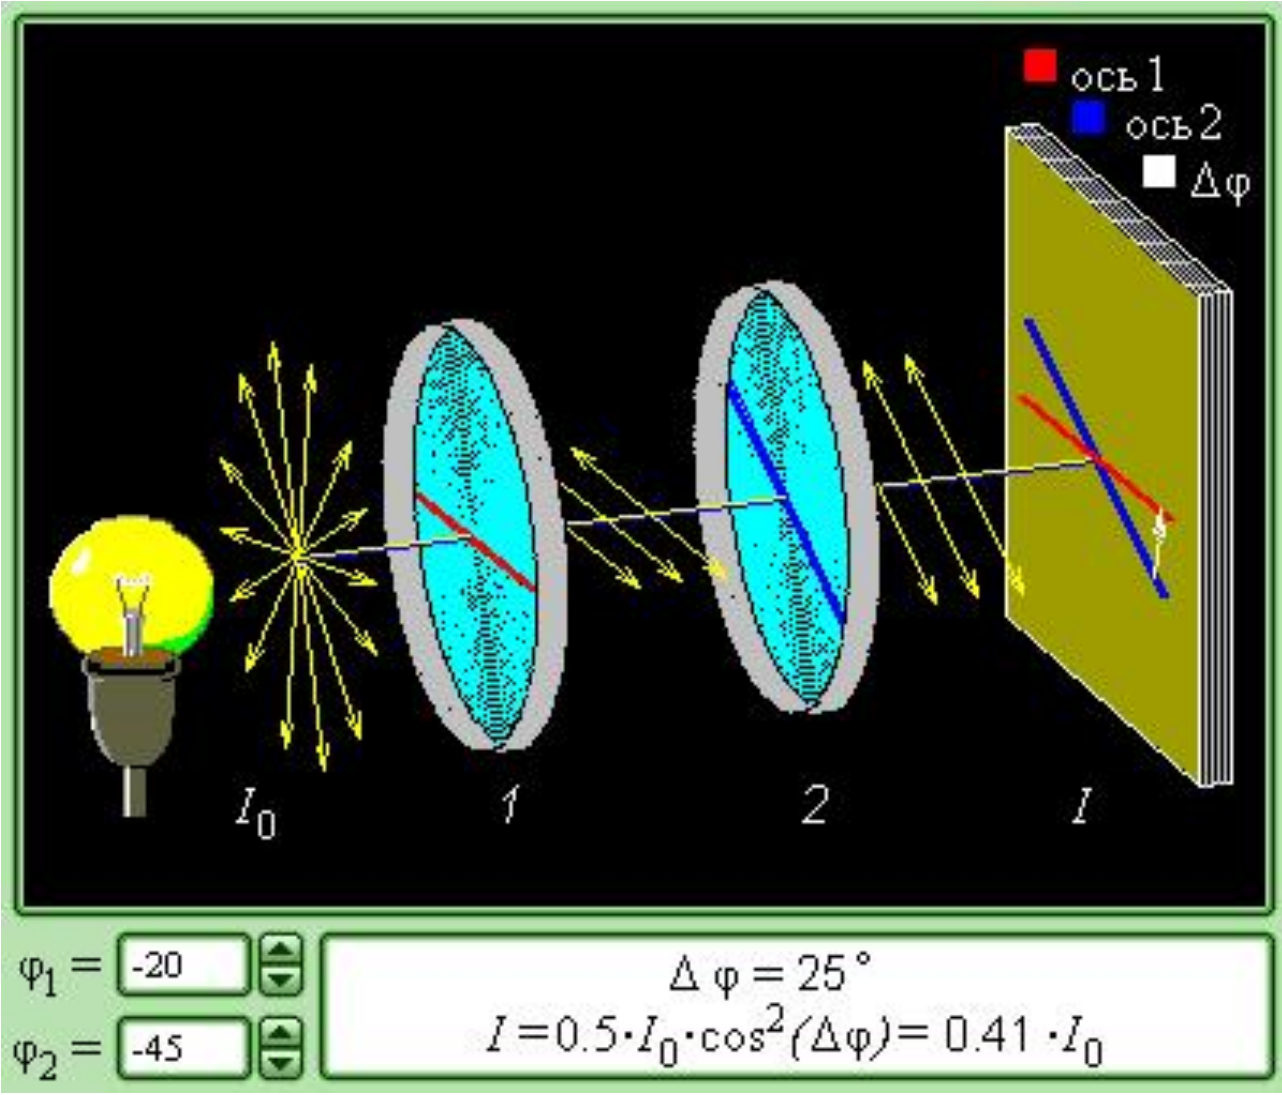 ось 1
ось 2
Δφ
I₀
1
2
I
φ₁ = -20
φ₂ = -45
Δ φ = 25°
I = 0.5·I₀·cos²(Δφ) = 0.41 ·I₀